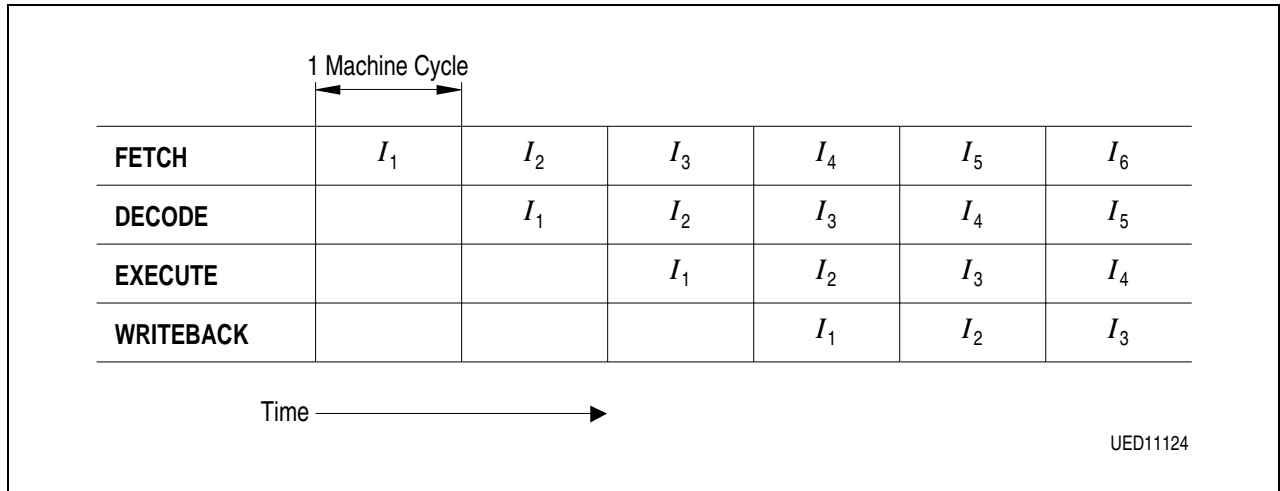 1 Machine Cycle
FETCH I1 I2 I3 I4 I5 I6
DECODE I1 I2 I3 I4 I5
EXECUTE I1 I2 I3 I4
WRITEBACK I1 I2 I3
Time
UED11124